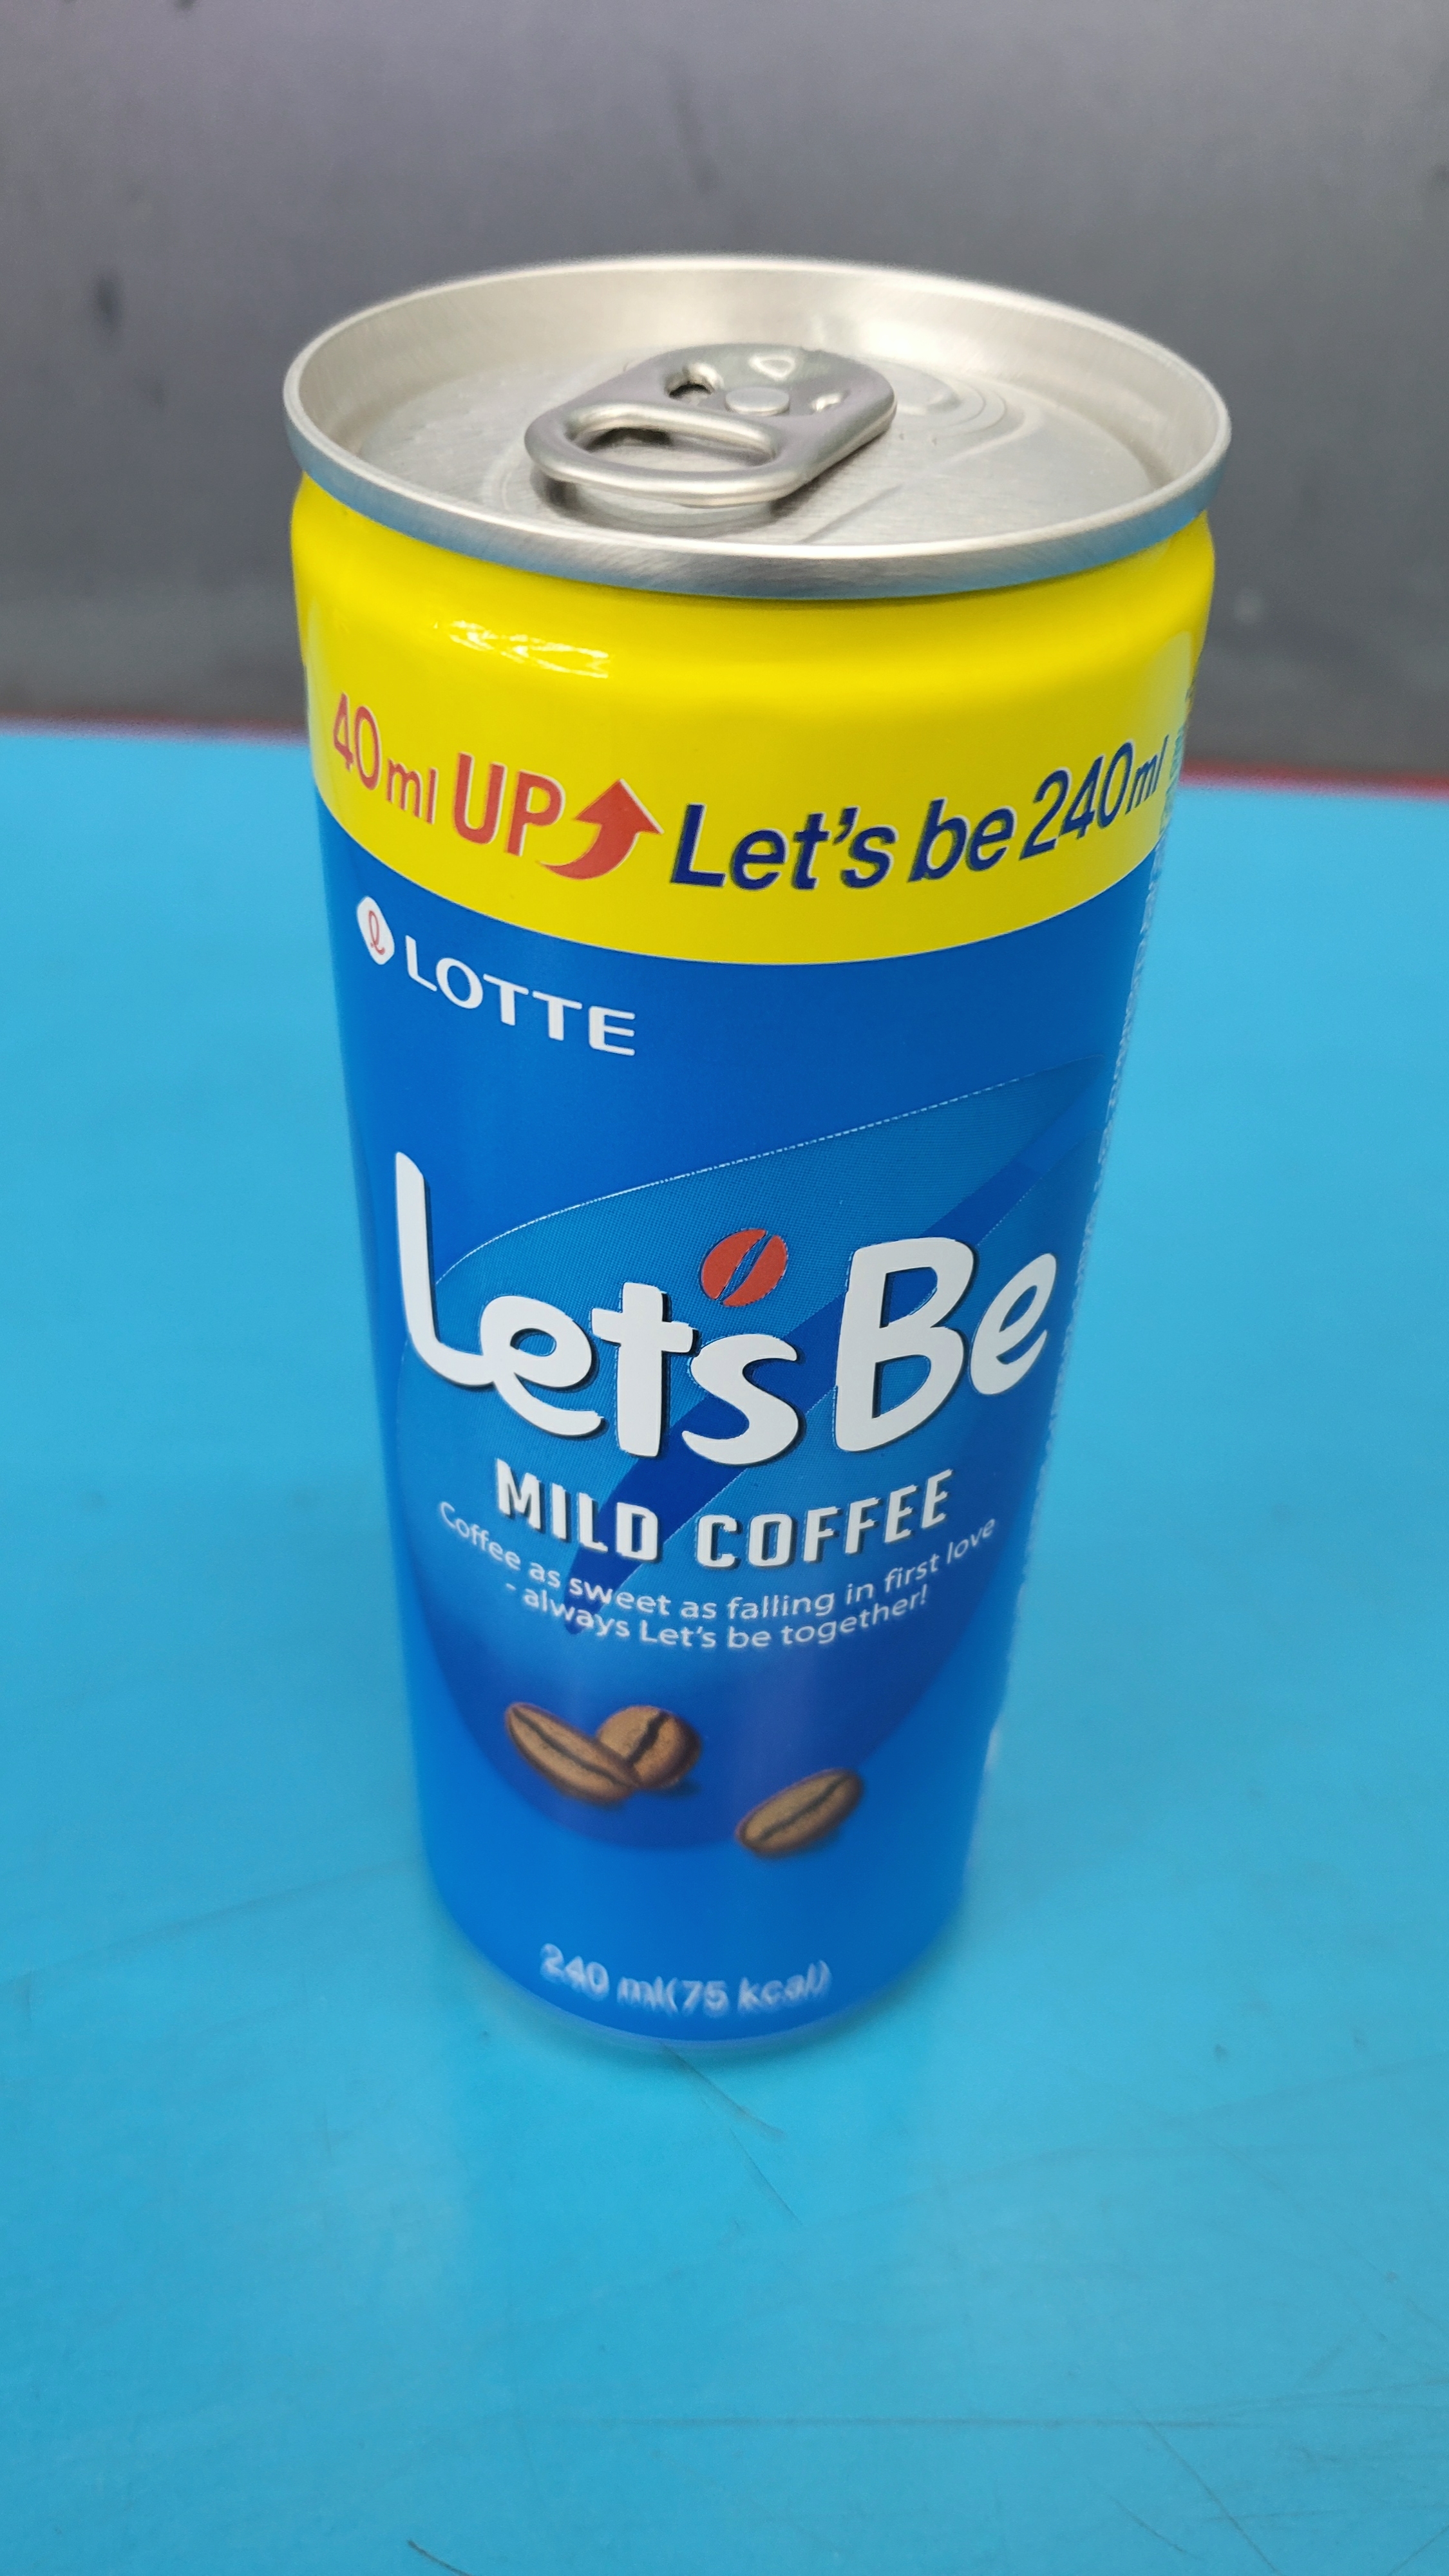 40ml UP Let's be 240ml
LOTTE
Let's Be
MILD COFFEE
Coffee as sweet as falling in first love
- always Let's be together!
240 ml(75 kcal)